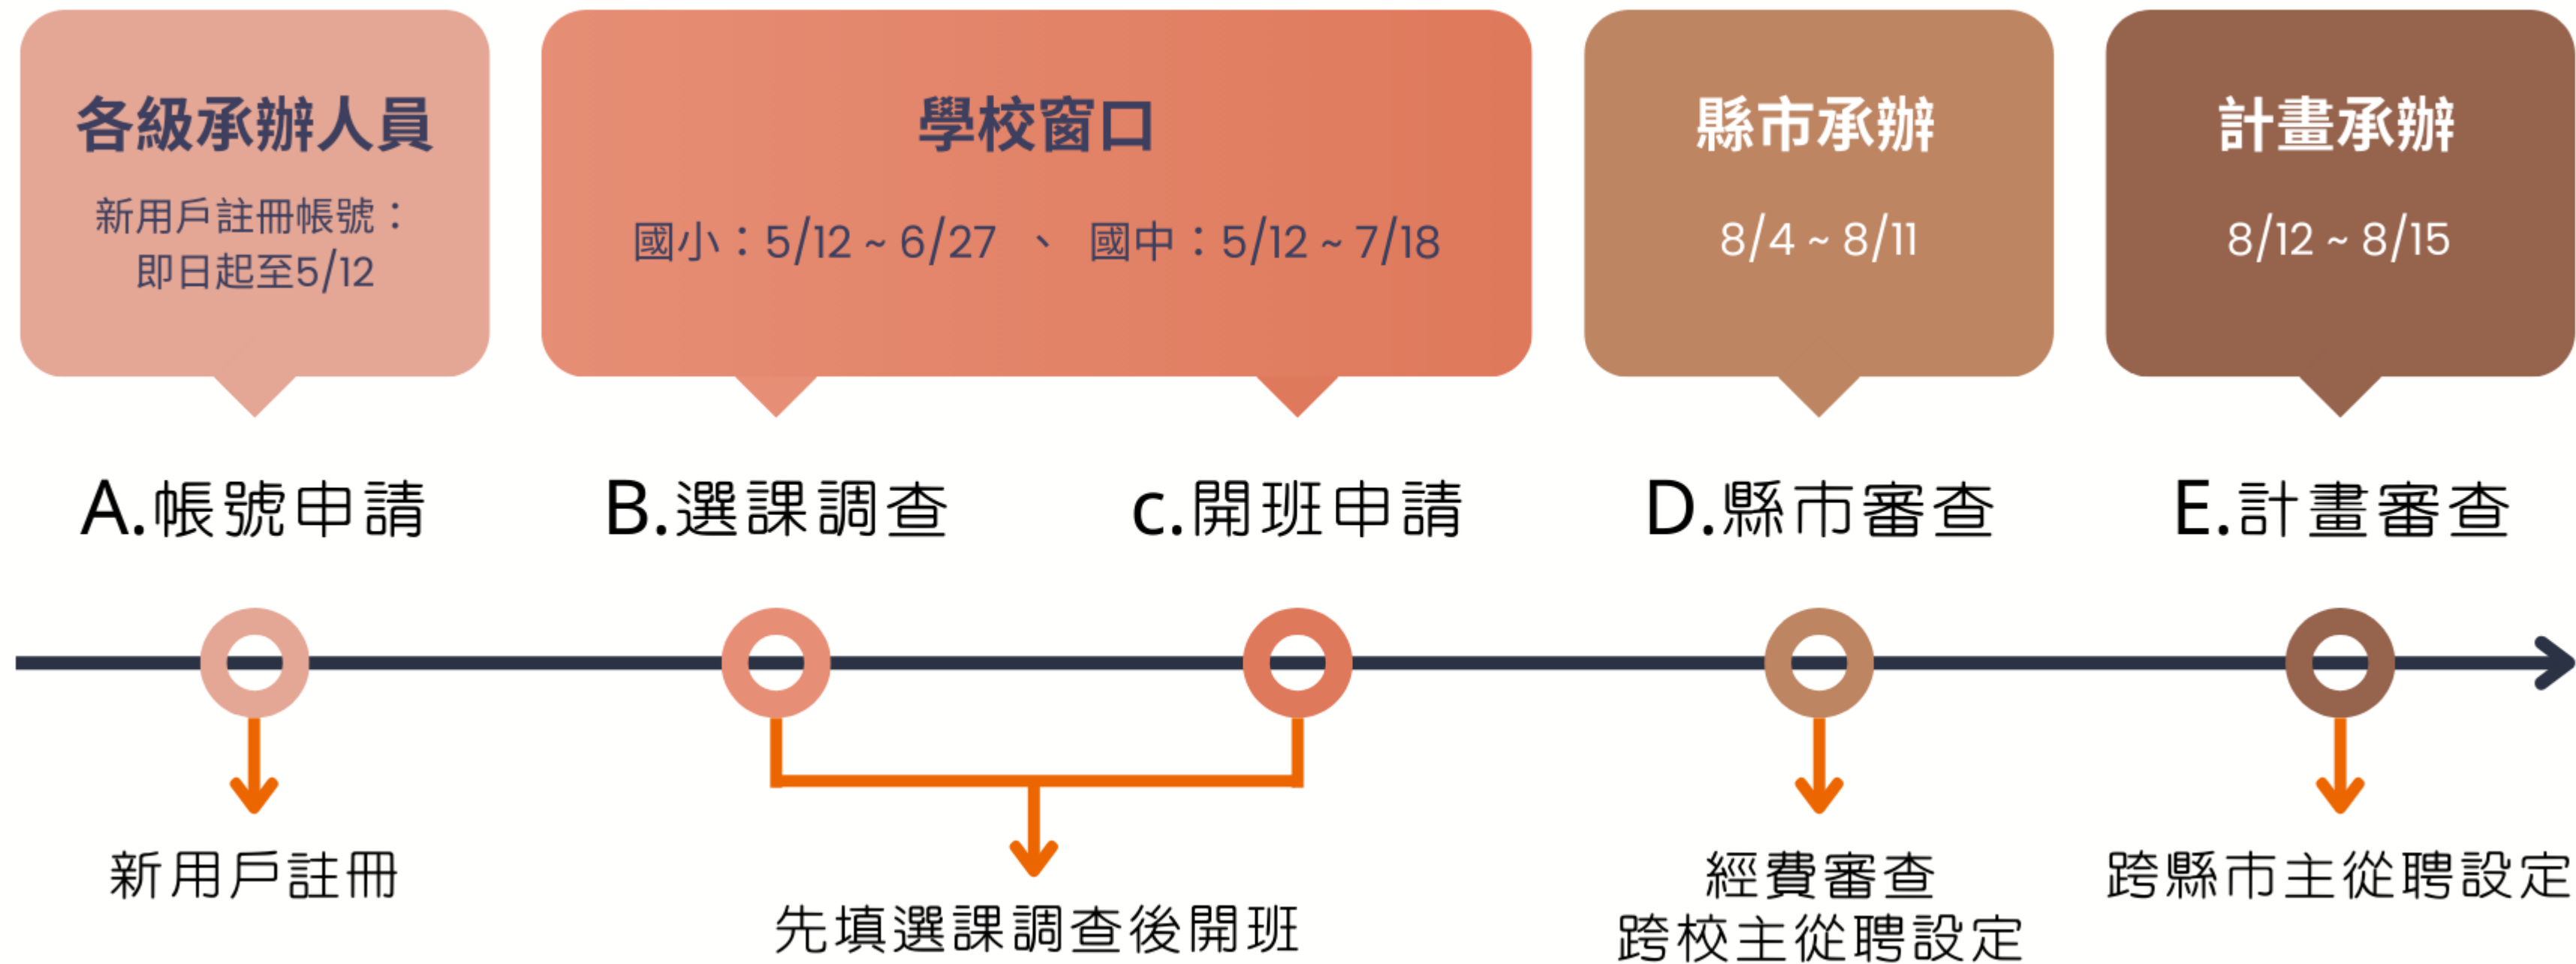 各級承辦人員
新用戶註冊帳號：
即日起至5/12
學校窗口
國小：5/12 ~ 6/27 、 國中：5/12 ~ 7/18
縣市承辦
8/4 ~ 8/11
計畫承辦
8/12 ~ 8/15
A.帳號申請
B.選課調查
c.開班申請
D.縣市審查
E.計畫審查
新用戶註冊
先填選課調查後開班
經費審查
跨校主從聘設定
跨縣市主從聘設定